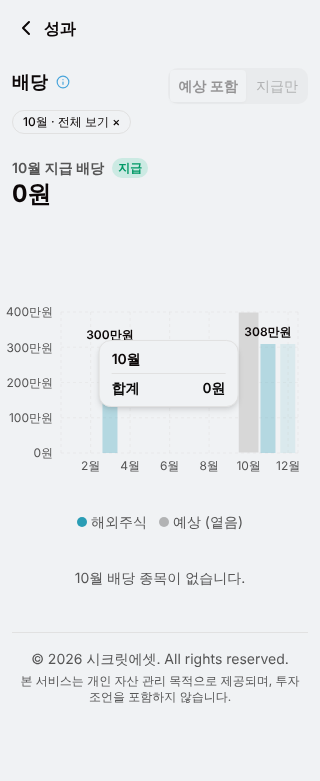 성과
배당
예상 포함
지급만
10월 · 전체 보기 ×
10월 지급 배당
지급
0원
400만원
300만원
200만원
100만원
0원
300만원
308만원
10월
합계 0원
2월 4월 6월 8월 10월 12월
해외주식 예상 (옅음)
10월 배당 종목이 없습니다.
© 2026 시크릿에셋. All rights reserved.
본 서비스는 개인 자산 관리 목적으로 제공되며, 투자
조언을 포함하지 않습니다.